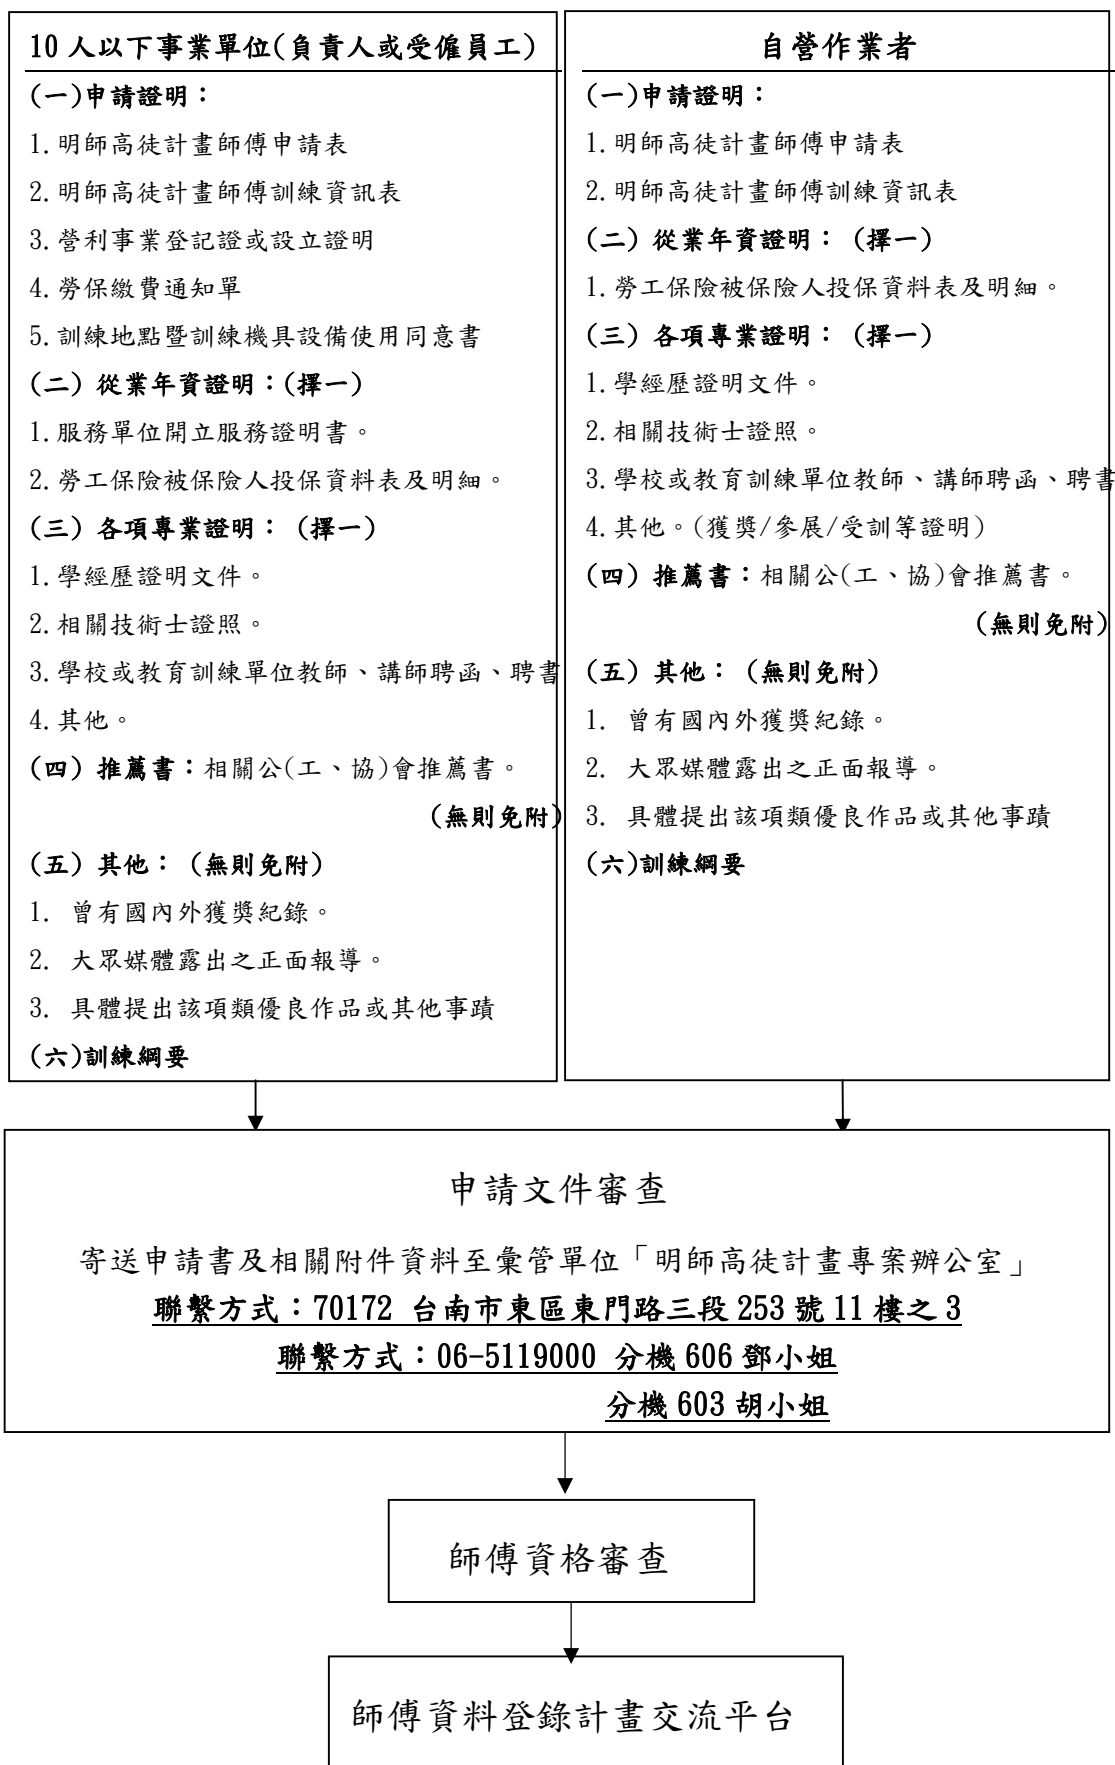 10 人以下事業單位(負責人或受僱員工)
(一)申請證明：
1.明師高徒計畫師傅申請表
2.明師高徒計畫師傅訓練資訊表
3.營利事業登記證或設立證明
4.勞保繳費通知單
5.訓練地點暨訓練機具設備使用同意書
(二) 從業年資證明：(擇一)
1.服務單位開立服務證明書。
2.勞工保險被保險人投保資料表及明細。
(三) 各項專業證明： (擇一)
1.學經歷證明文件。
2.相關技術士證照。
3.學校或教育訓練單位教師、講師聘函、聘書
4.其他。
(四) 推薦書：相關公(工、協)會推薦書。
(無則免附)
(五) 其他： (無則免附)
1. 曾有國內外獲獎紀錄。
2. 大眾媒體露出之正面報導。
3. 具體提出該項類優良作品或其他事蹟
(六)訓練綱要
自營作業者
(一)申請證明：
1.明師高徒計畫師傅申請表
2.明師高徒計畫師傅訓練資訊表
(二) 從業年資證明： (擇一)
1.勞工保險被保險人投保資料表及明細。
(三) 各項專業證明： (擇一)
1.學經歷證明文件。
2.相關技術士證照。
3.學校或教育訓練單位教師、講師聘函、聘書
4.其他。(獲獎/參展/受訓等證明)
(四) 推薦書：相關公(工、協)會推薦書。
(無則免附)
(五) 其他： (無則免附)
1. 曾有國內外獲獎紀錄。
2. 大眾媒體露出之正面報導。
3. 具體提出該項類優良作品或其他事蹟
(六)訓練綱要
申請文件審查
寄送申請書及相關附件資料至彙管單位「明師高徒計畫專案辦公室」
聯繫方式：70172 台南市東區東門路三段 253 號 11 樓之 3
聯繫方式：06-5119000 分機 606 鄧小姐
分機 603 胡小姐
師傅資格審查
師傅資料登錄計畫交流平台